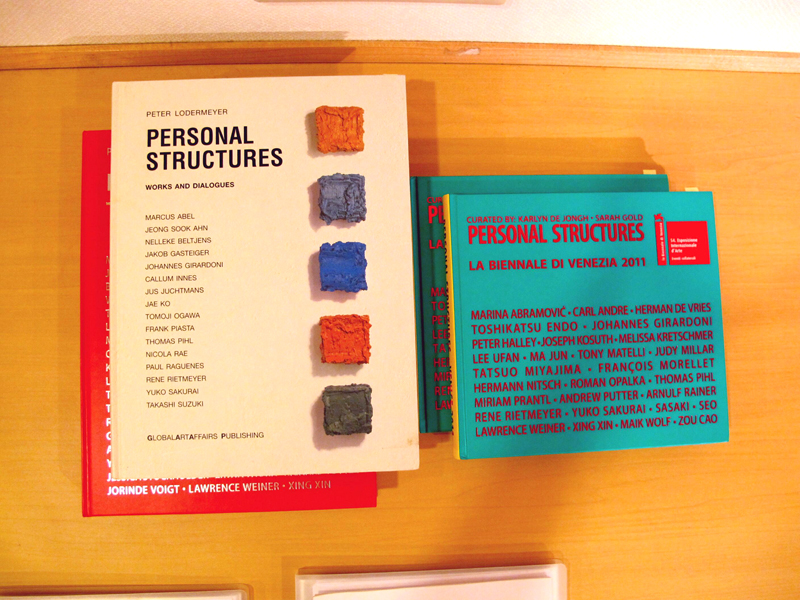 PETER LODERMEYER
PERSONAL
STRUCTURES
WORKS AND DIALOGUES
MARCUS ABEL
JEONG SOOK AHN
NELLEKE BELTJENS
JAKOB GASTEIGER
JOHANNES GIRARDONI
CALLUM INNES
JUS JUCHTMANS
JAE KO
TOMOJI OGAWA
FRANK PIASTA
THOMAS PIHL
NICOLA RAE
PAUL RAGUENES
RENE RIETMEYER
YUKO SAKURAI
TAKASHI SUZUKI
GLOBALARTAFFAIRS PUBLISHING
JORINDE VOIGT • LAWRENCE WEINER • XING XIN
CURATED BY: KARLYN DE JONGH • SARAH GOLD
PERSONAL STRUCTURES
LA BIENNALE DI VENEZIA 2011
54. Esposizione
Internazionale
d'Arte
Eventi collaterali
MARINA ABRAMOVIĆ • CARL ANDRE • HERMAN DE VRIES
TOSHIKATSU ENDO • JOHANNES GIRARDONI
PETER HALLEY • JOSEPH KOSUTH • MELISSA KRETSCHMER
LEE UFAN • MA JUN • TONY MATELLI • JUDY MILLAR
TATSUO MIYAJIMA • FRANÇOIS MORELLET
HERMANN NITSCH • ROMAN OPALKA • THOMAS PIHL
MIRIAM PRANTL • ANDREW PUTTER • ARNULF RAINER
RENE RIETMEYER • YUKO SAKURAI • SASAKI • SEO
LAWRENCE WEINER • XING XIN • MAIK WOLF • ZOU CAO